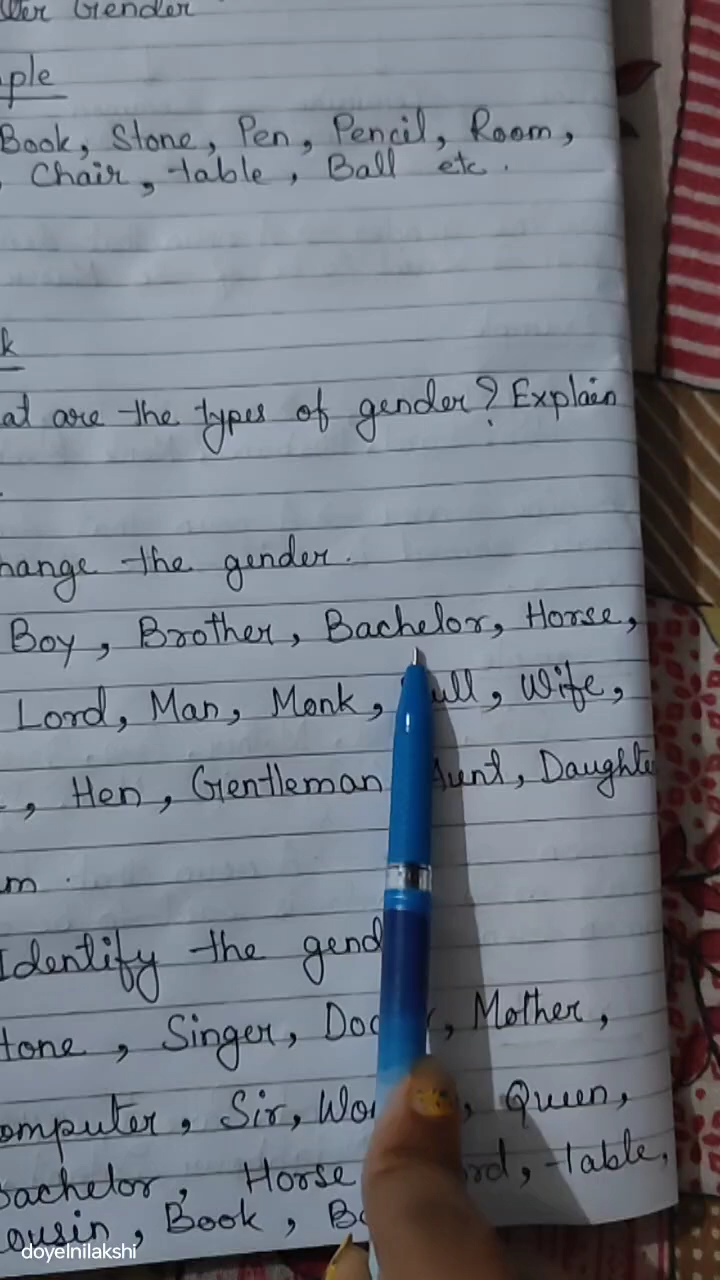 Gender
ple
Book, Stone, Pen, Pencil, Room,
, Chair, table, Ball etc.
k
at are the types of gender? Explain
.
hange the gender.
Boy, Brother, Bachelor, Horse,
Lord, Man, Monk, ull, Wife,
, Hen, Gentleman Aunt, Daughte
m.
Identify the gend
tone, Singer, Doc , Mother,
omputer, Sir, Wo , Queen,
Bachelor, Horse rd, table,
ousin, Book, B
doyelnilakshi